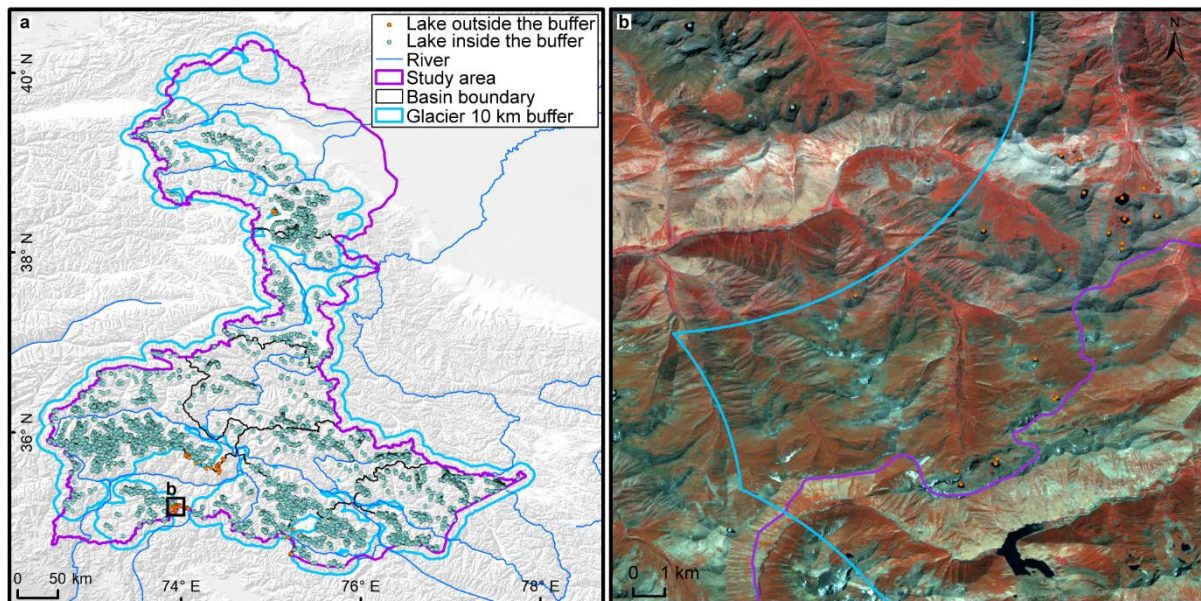 a
Lake outside the buffer
Lake inside the buffer
River
Study area
Basin boundary
Glacier 10 km buffer
40° N
38° N
36° N
b
0 50 km
74° E
76° E
78° E
b
N
0 1 km